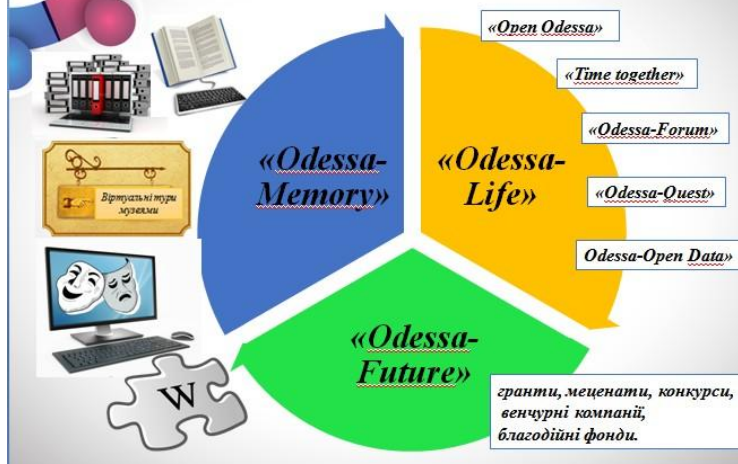 «Open Odessa»
«Time together»
«Odessa-Forum»
«Odessa-Quest»
Odessa-Open Data»
«Odessa-
Memory»
«Odessa-
Life»
«Odessa-
Future»
Віртуальні тури
музеями
W
гранти, меценати, конкурси,
венчурні компанії,
благодійні фонди.